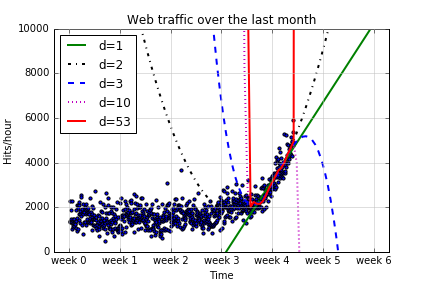 Web traffic over the last month
10000
8000
6000
4000
2000
0
Hits/hour
d=1
d=2
d=3
d=10
d=53
week 0 week 1 week 2 week 3 week 4 week 5 week 6
Time